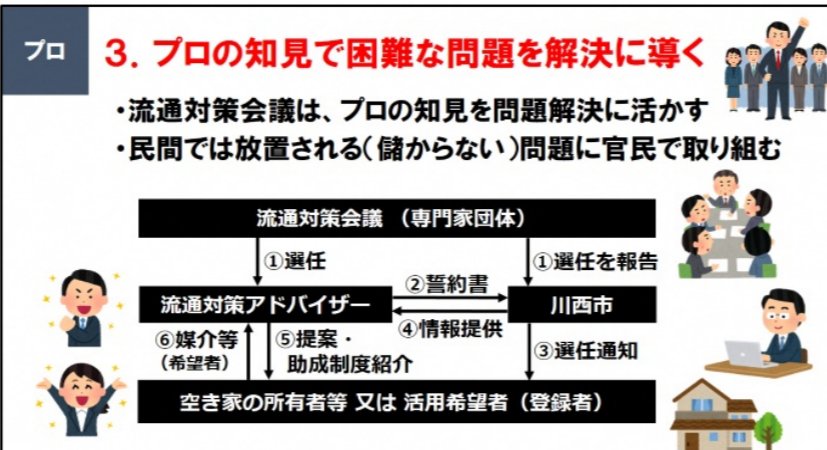 プロ
3．プロの知見で困難な問題を解決に導く
・流通対策会議は、プロの知見を問題解決に活かす
・民間では放置される（儲からない）問題に官民で取り組む
流通対策会議 （専門家団体）
①選任
①選任を報告
②誓約書
流通対策アドバイザー
川西市
④情報提供
⑥媒介等
（希望者）
⑤提案・
助成制度紹介
③選任通知
空き家の所有者等 又は 活用希望者（登録者）